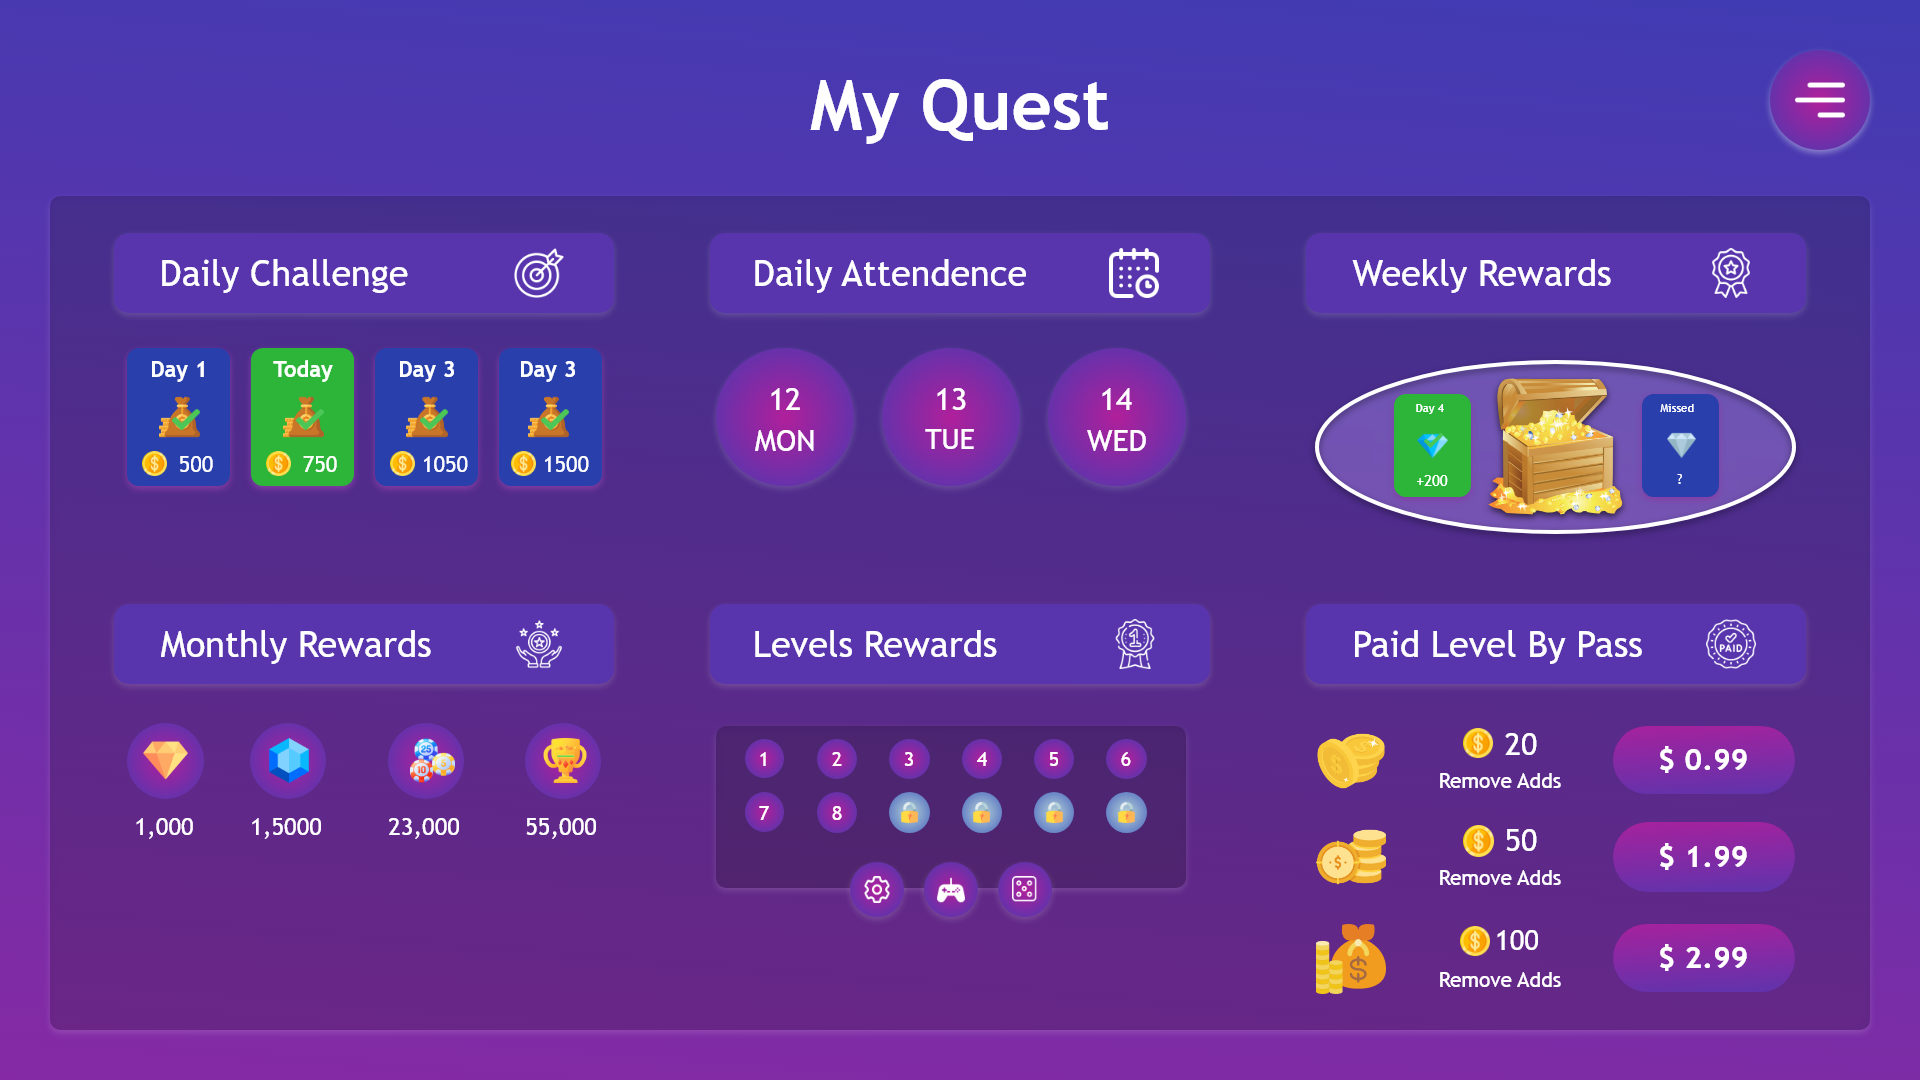 My Quest
Daily Challenge
Day 1
500
Today
750
Day 3
1050
Day 3
1500
Daily Attendence
12
MON
13
TUE
14
WED
Weekly Rewards
Day 4
+200
Missed
?
Monthly Rewards
1,000
1,5000
23,000
55,000
Levels Rewards
1 2 3 4 5 6
7 8
Paid Level By Pass
PAID
20
Remove Adds
$ 0.99
50
Remove Adds
$ 1.99
100
Remove Adds
$ 2.99